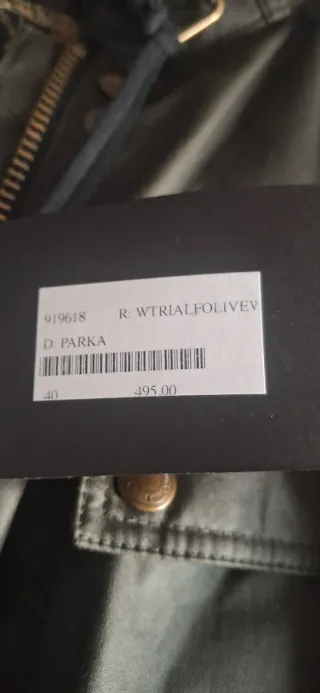 919618 R: WTRIALFOLIVEV
D: PARKA
40 495.00